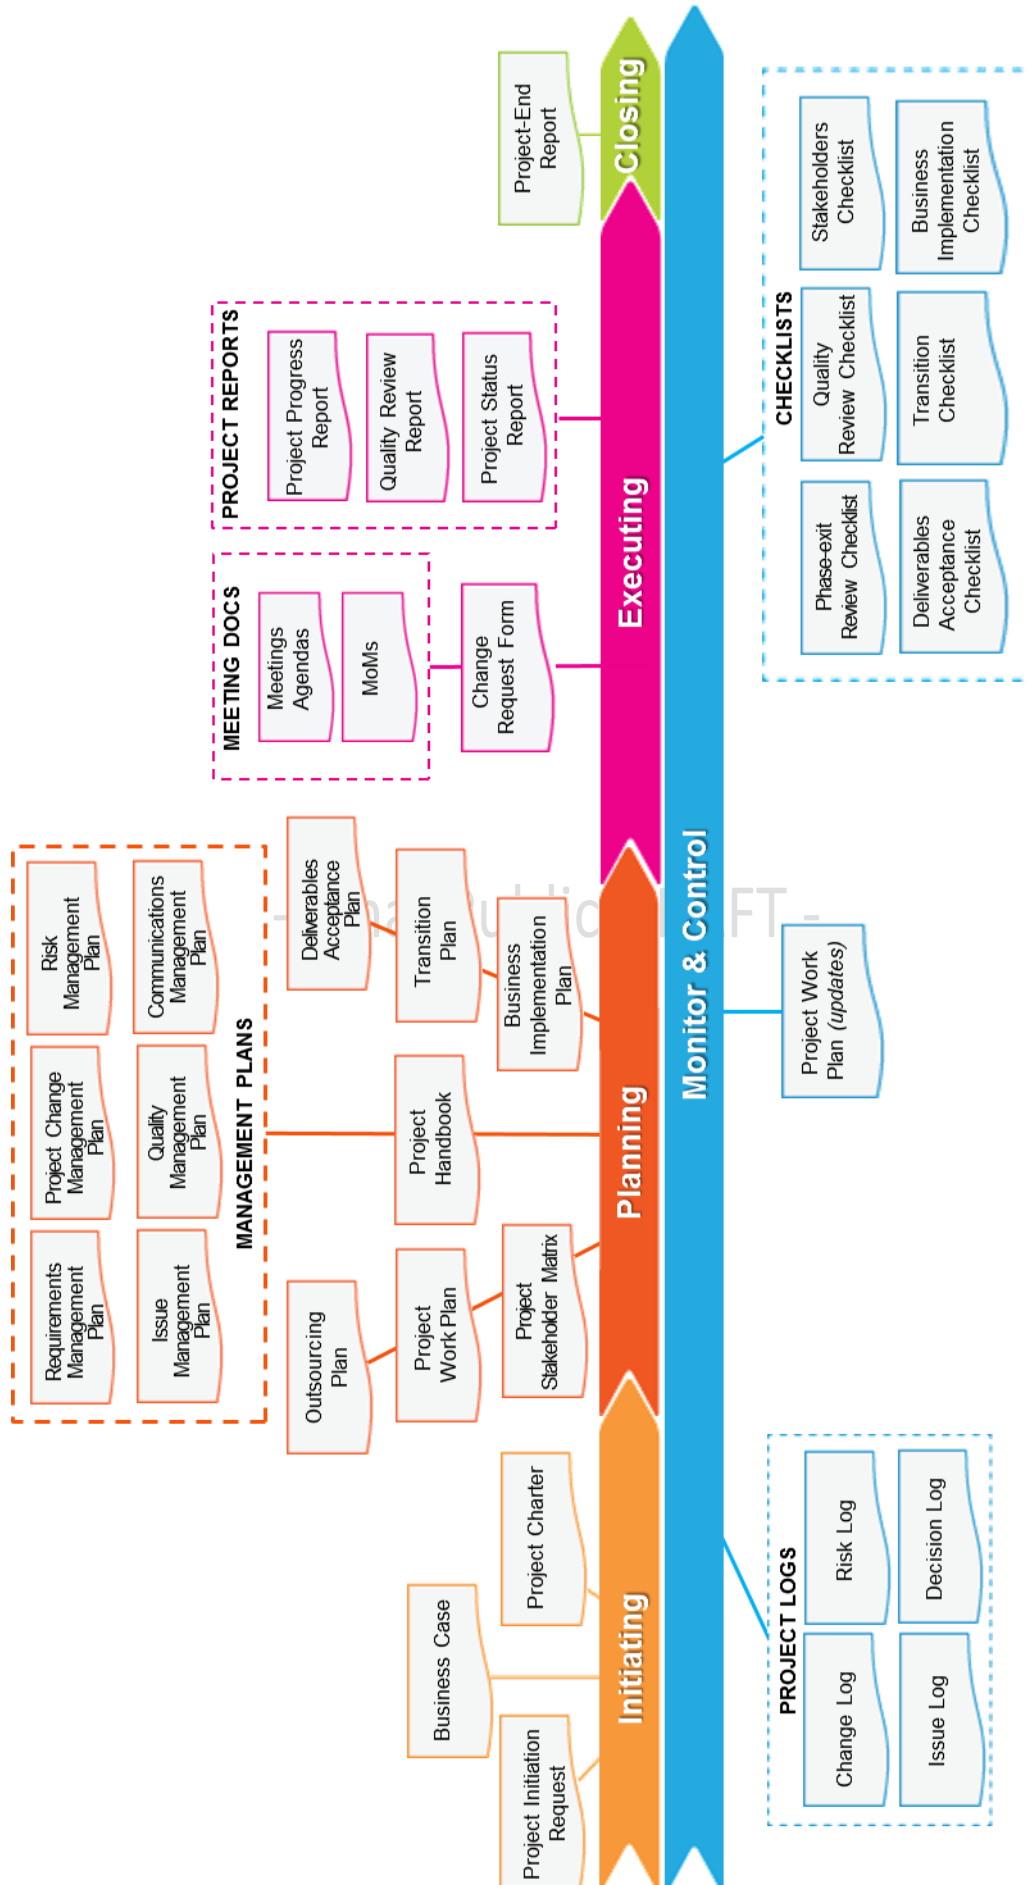 MANAGEMENT PLANS
Requirements
Management
Plan
Project Change
Management
Plan
Risk
Management
Plan
Issue
Management
Plan
Quality
Management
Plan
Communications
Management
Plan
MEETING DOCS
Meetings
Agendas
MoMs
PROJECT REPORTS
Project Progress
Report
Quality Review
Report
Project Status
Report
Outsourcing
Plan
Project
Work Plan
Project
Stakeholder Matrix
Project
Handbook
Deliverables
Acceptance
Plan
Transition
Plan
Business
Implementation
Plan
Change
Request Form
Project-End
Report
Business Case
Project Initiation
Request
Project Charter
Initiating
Planning
Executing
Closing
Monitor & Control
PROJECT LOGS
Change Log
Risk Log
Issue Log
Decision Log
Project Work
Plan (updates)
CHECKLISTS
Phase-exit
Review Checklist
Quality
Review Checklist
Stakeholders
Checklist
Deliverables
Acceptance
Checklist
Transition
Checklist
Business
Implementation
Checklist